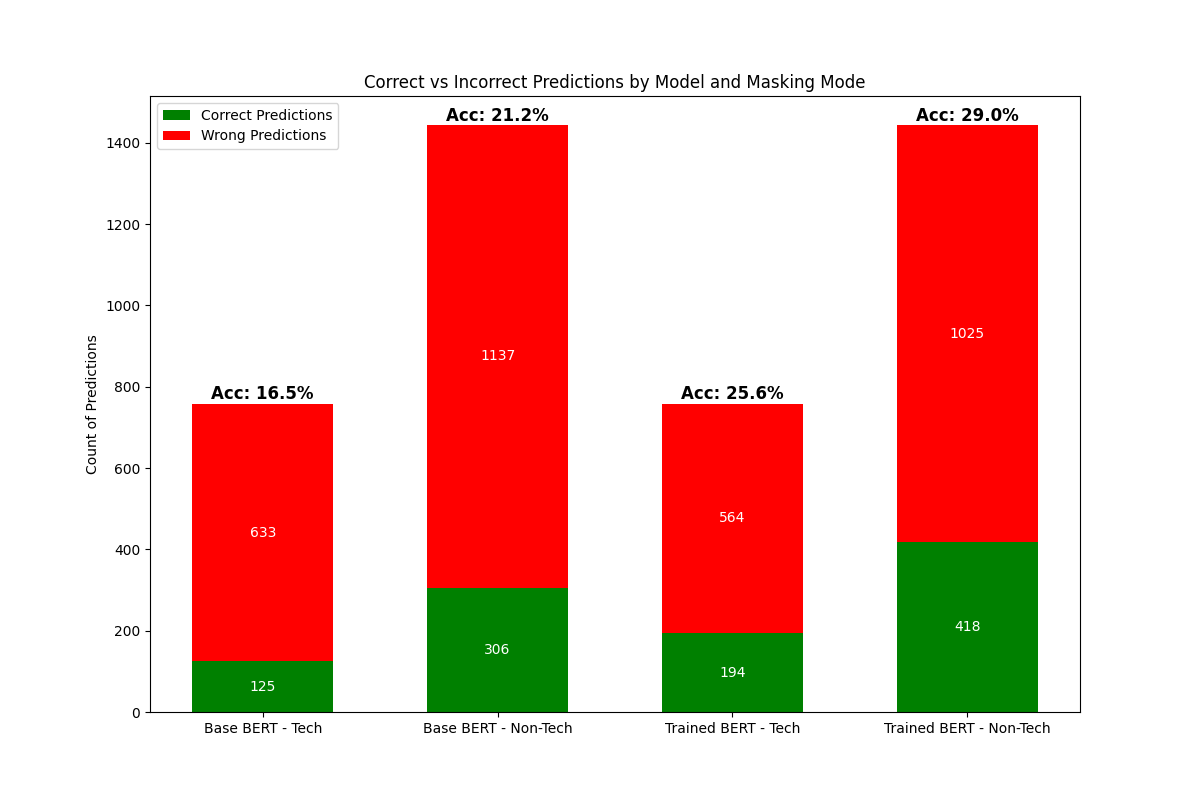 Correct vs Incorrect Predictions by Model and Masking Mode
Correct Predictions
Wrong Predictions
Acc: 21.2%
Acc: 29.0%
Acc: 16.5%
Acc: 25.6%
1400
1200
1000
800
600
400
200
0
Count of Predictions
633
125
1137
306
564
194
1025
418
Base BERT - Tech
Base BERT - Non-Tech
Trained BERT - Tech
Trained BERT - Non-Tech